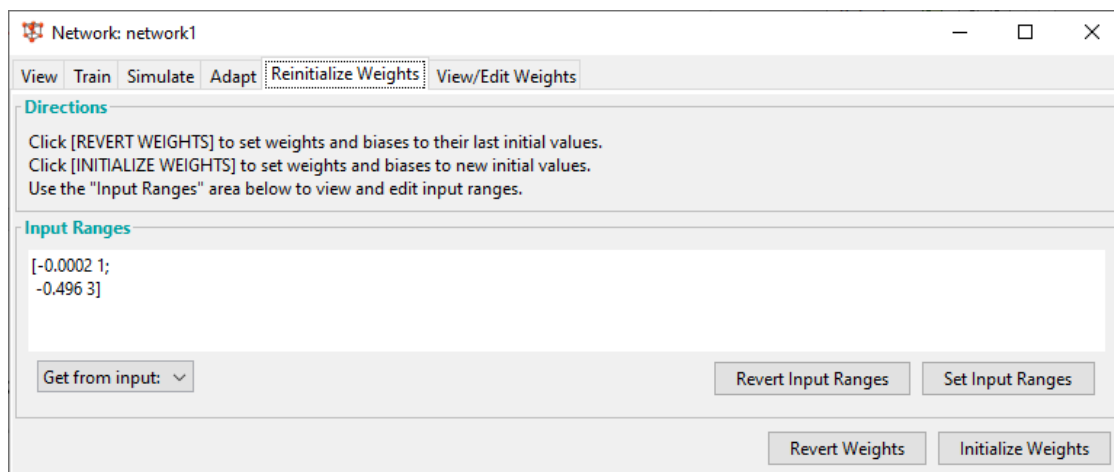 Network: network1
View Train Simulate Adapt Reinitialize Weights View/Edit Weights
Directions
Click [REVERT WEIGHTS] to set weights and biases to their last initial values.
Click [INITIALIZE WEIGHTS] to set weights and biases to new initial values.
Use the "Input Ranges" area below to view and edit input ranges.
Input Ranges
[-0.0002 1;
-0.496 3]
Get from input: Revert Input Ranges Set Input Ranges
Revert Weights Initialize Weights